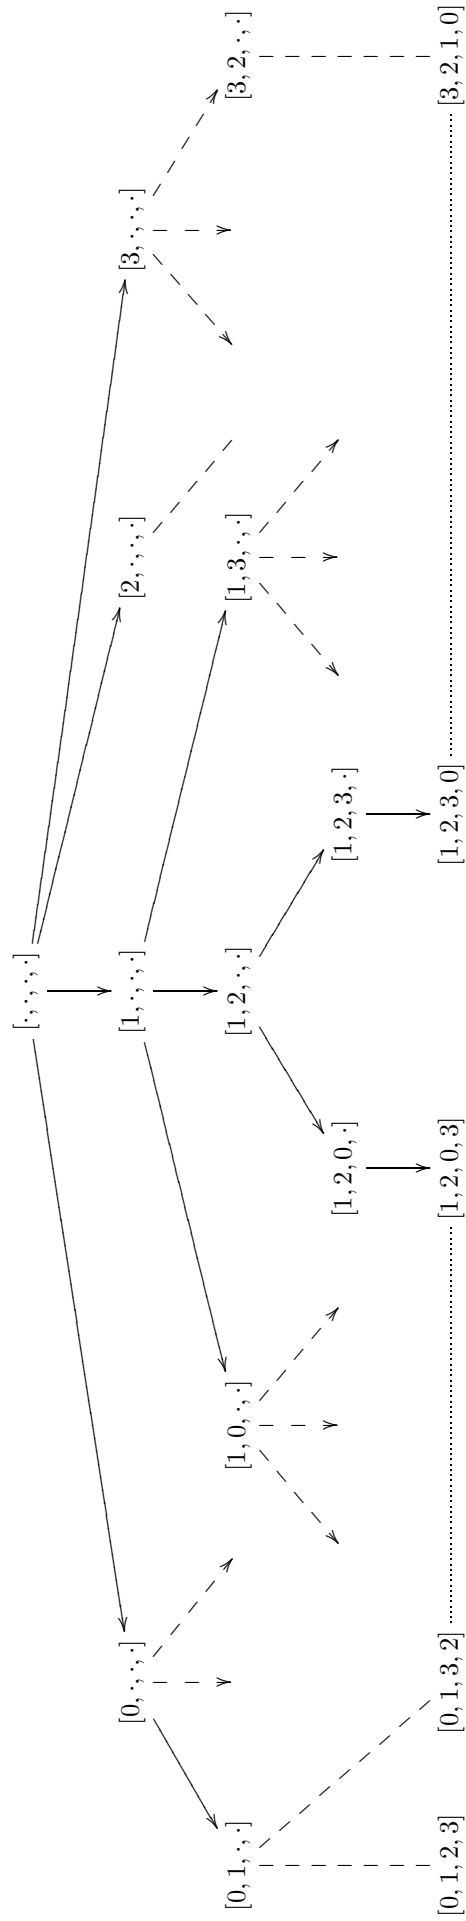 [·, ·, ·, ·]
[0, ·, ·, ·]
[1, ·, ·, ·]
[2, ·, ·, ·]
[3, ·, ·, ·]
[0, 1, ·, ·]
[1, 0, ·, ·]
[1, 2, ·, ·]
[1, 3, ·, ·]
[3, 2, ·, ·]
[1, 2, 0, ·]
[1, 2, 3, ·]
[0, 1, 2, 3]
[0, 1, 3, 2]
[1, 2, 0, 3]
[1, 2, 3, 0]
[3, 2, 1, 0]